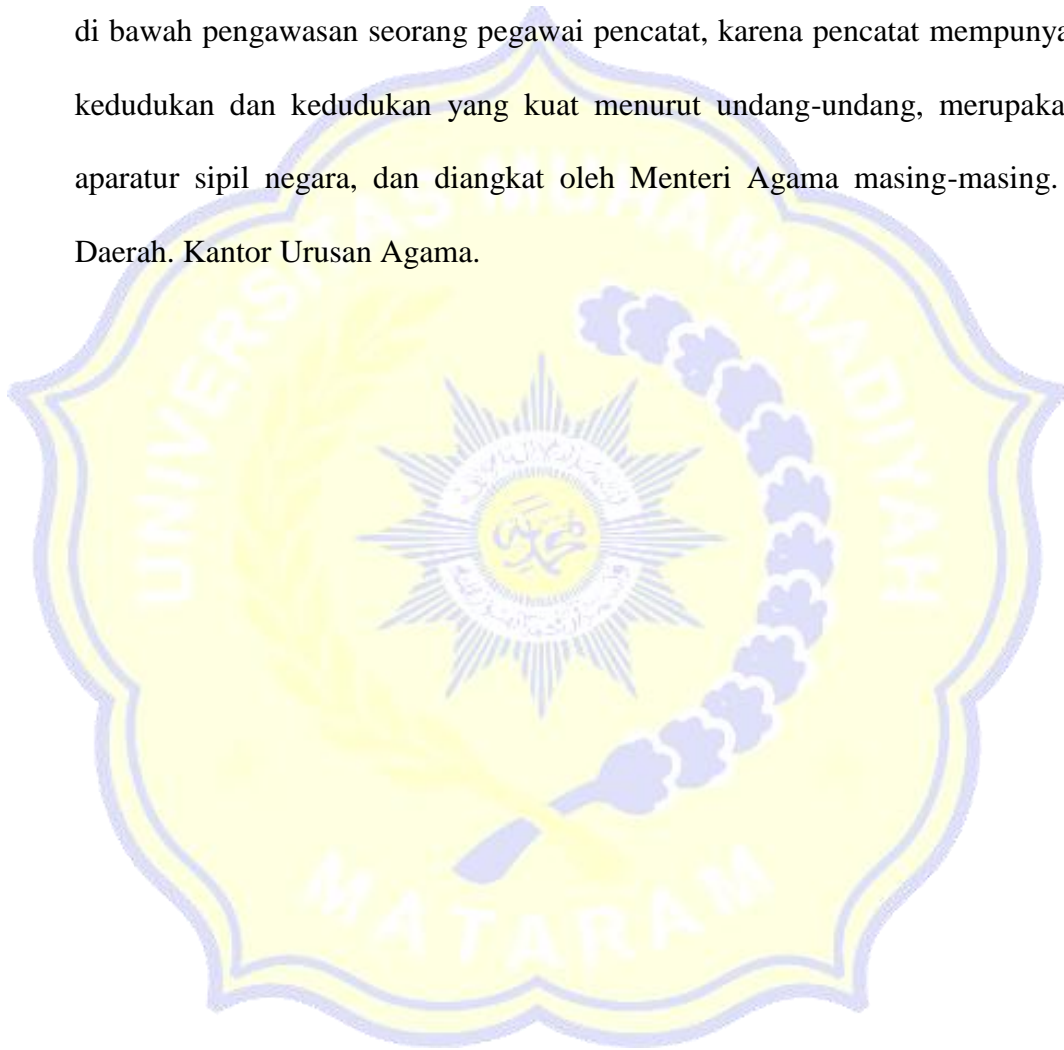 di bawah pengawasan seorang pegawai pencatat, karena pencatat mempunya
kedudukan dan kedudukan yang kuat menurut undang-undang, merupaka
aparatur sipil negara, dan diangkat oleh Menteri Agama masing-masing.
Daerah. Kantor Urusan Agama.
UNIVERSITAS MUHAMMADIYAH
MATARAM